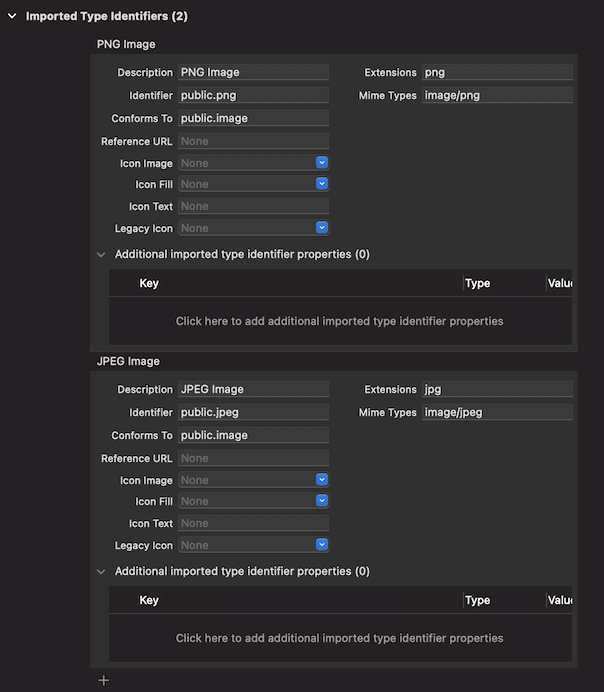 Imported Type Identifiers (2)
PNG Image
Description PNG Image Extensions png
Identifier public.png Mime Types image/png
Conforms To public.image
Reference URL None
Icon Image None
Icon Fill None
Icon Text None
Legacy Icon None
Additional imported type identifier properties (0)
Key Type Valu
Click here to add additional imported type identifier properties
JPEG Image
Description JPEG Image Extensions jpg
Identifier public.jpeg Mime Types image/jpeg
Conforms To public.image
Reference URL None
Icon Image None
Icon Fill None
Icon Text None
Legacy Icon None
Additional imported type identifier properties (0)
Key Type Valu
Click here to add additional imported type identifier properties